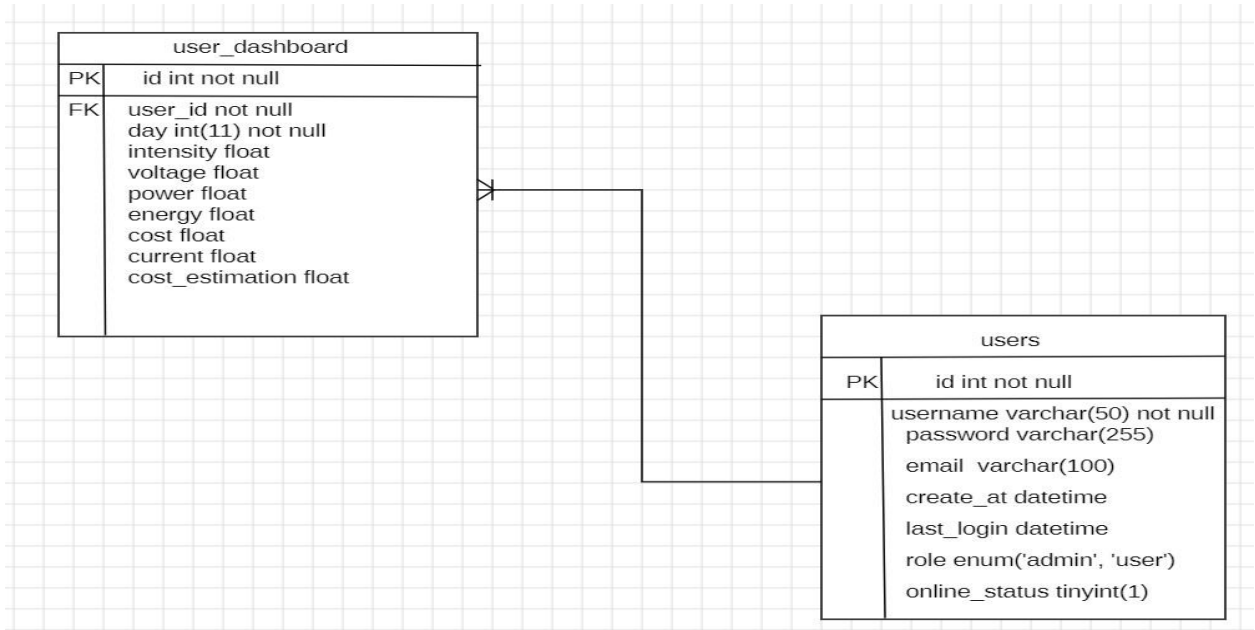 user_dashboard
PK id int not null
FK user_id not null
day int(11) not null
intensity float
voltage float
power float
energy float
cost float
current float
cost_estimation float
users
PK id int not null
username varchar(50) not null
password varchar(255)
email varchar(100)
create_at datetime
last_login datetime
role enum('admin', 'user')
online_status tinyint(1)